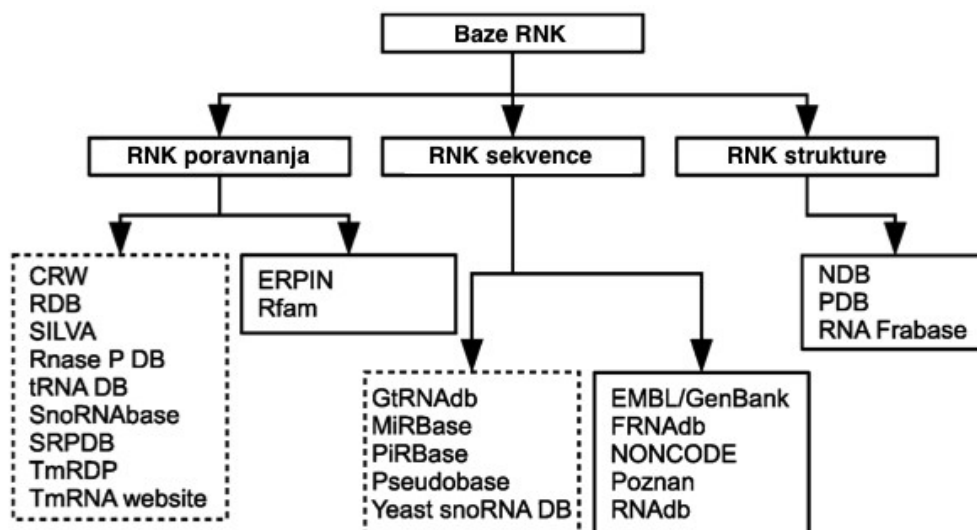 Baze RNK
RNK poravnanja
RNK sekvence
RNK strukture
CRW
RDB
SILVA
Rnase P DB
tRNA DB
SnoRNAbase
SRPDB
TmRDP
TmRNA website
ERPIN
Rfam
GtRNAdb
MiRBase
PiRBase
Pseudobase
Yeast snoRNA DB
EMBL/GenBank
FRNAdb
NONCODE
Poznan
RNAdb
NDB
PDB
RNA Frabase